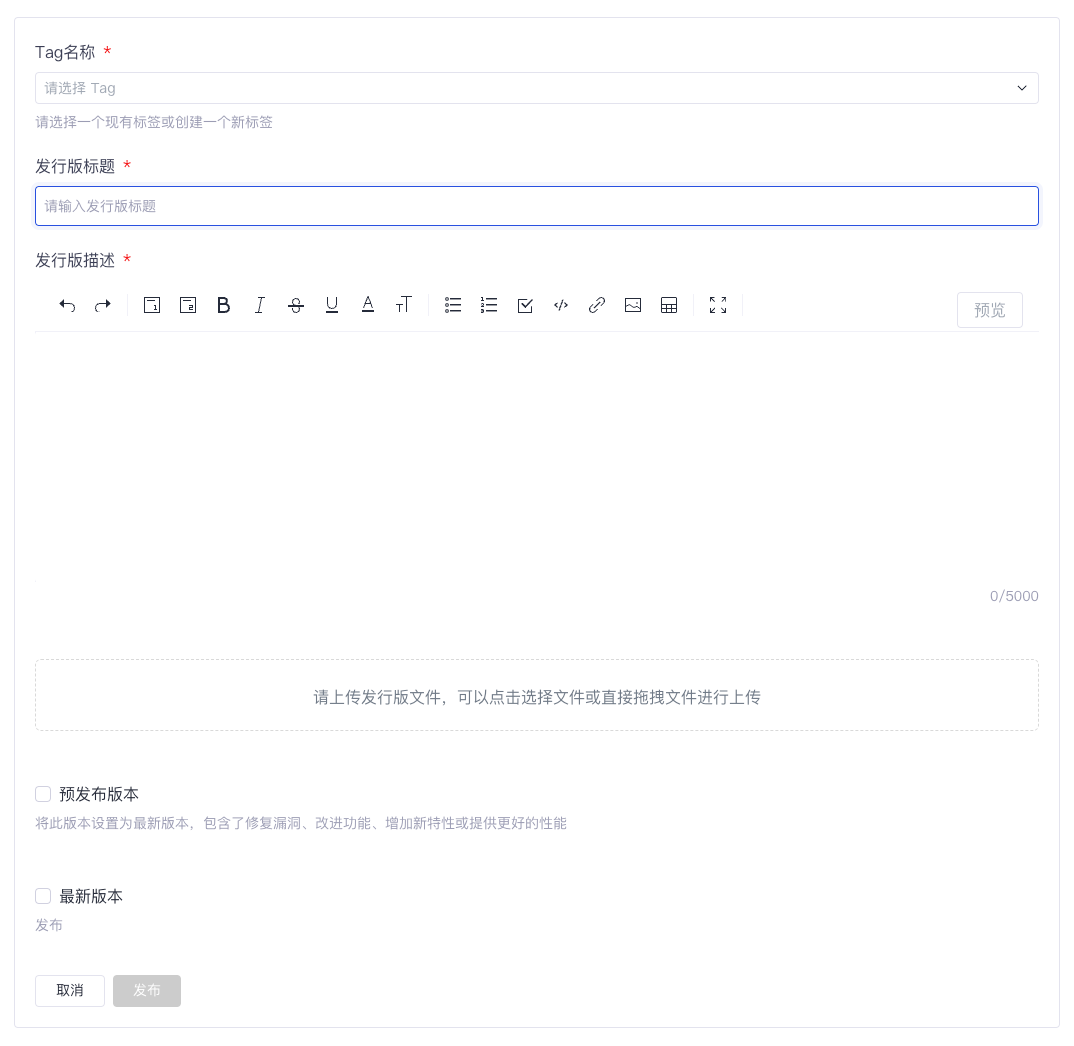 Tag名称 *
请选择 Tag
请选择一个现有标签或创建一个新标签
发行版标题 *
请输入发行版标题
发行版描述 *
预览
0/5000
请上传发行版文件，可以点击选择文件或直接拖拽文件进行上传
预发布版本
将此版本设置为最新版本，包含了修复漏洞、改进功能、增加新特性或提供更好的性能
最新版本
发布
取消 发布